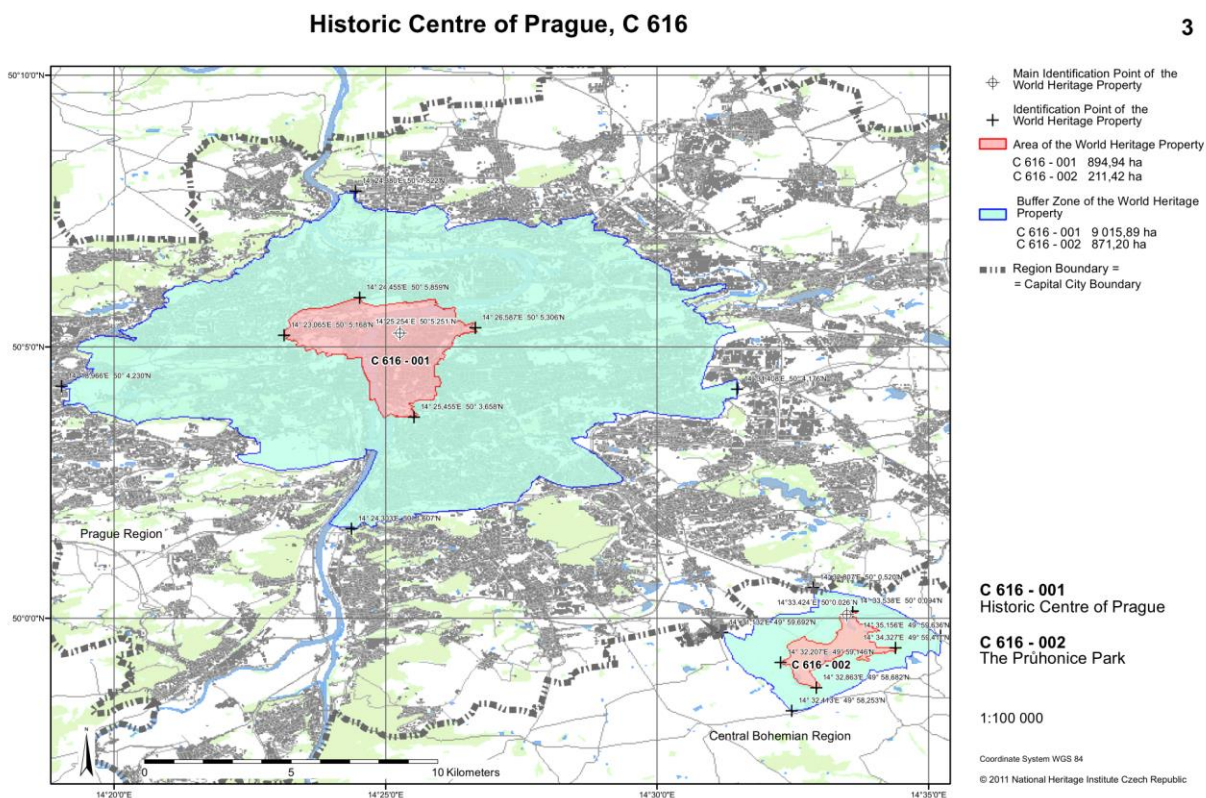 Historic Centre of Prague, C 616
3
50°10'0"N
50°5'0"N
50°0'0"N
14°20'0"E
14°25'0"E
14°30'0"E
14°35'0"E
14° 24.455'E 50° 5.859'N
14° 23.065'E 50° 5.168'N
14° 25.254'E 50°5.251'N
14° 26.587'E 50° 5.306'N
C 616 - 001
50° 4.230'N
14° 25.455'E 50° 3.658'N
Prague Region
50° 0.520'N
14°33.424'E 50°0.026'N
14° 33.538'E 50° 0.094'N
49° 59.692'N
14° 35.156'E 49° 59.636'N
14° 34.327'E
14° 32.207'E 49° 59.146'N
C 616 - 002
14° 32.863'E 49° 58.682'N
14° 32.413'E 49° 58.253'N
Central Bohemian Region
N
0 5 10 Kilometers
Main Identification Point of the
World Heritage Property
Identification Point of the
World Heritage Property
Area of the World Heritage Property
C 616 -001 894,94 ha
C 616 -002 211,42 ha
Buffer Zone of the World Heritage
Property
C 616 -001 9 015,89 ha
C 616 -002 871,20 ha
Region Boundary =
= Capital City Boundary
C 616 - 001
Historic Centre of Prague
C 616 - 002
The Průhonice Park
1:100 000
Coordinate System WGS 84
© 2011 National Heritage Institute Czech Republic